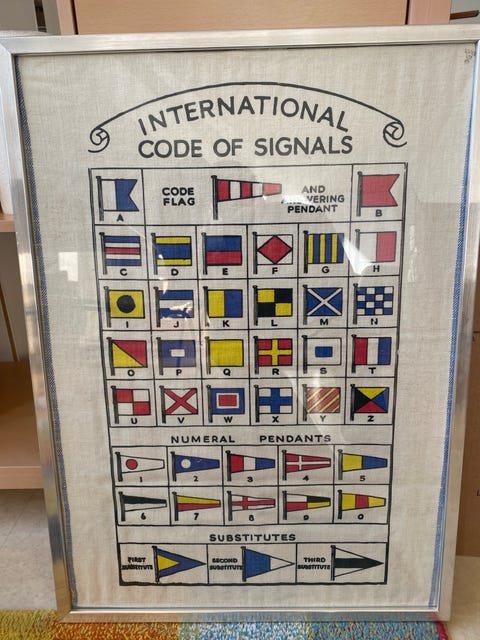 INTERNATIONAL
CODE OF SIGNALS
A
CODE
FLAG
AND
ANSWERING
PENDANT
B
C D E F G H
I J K L M N
O P Q R S T
U V W X Y Z
NUMERAL PENDANTS
1 2 3 4 5
6 7 8 9 0
SUBSTITUTES
FIRST
SUBSTITUTE
SECOND
SUBSTITUTE
THIRD
SUBSTITUTE